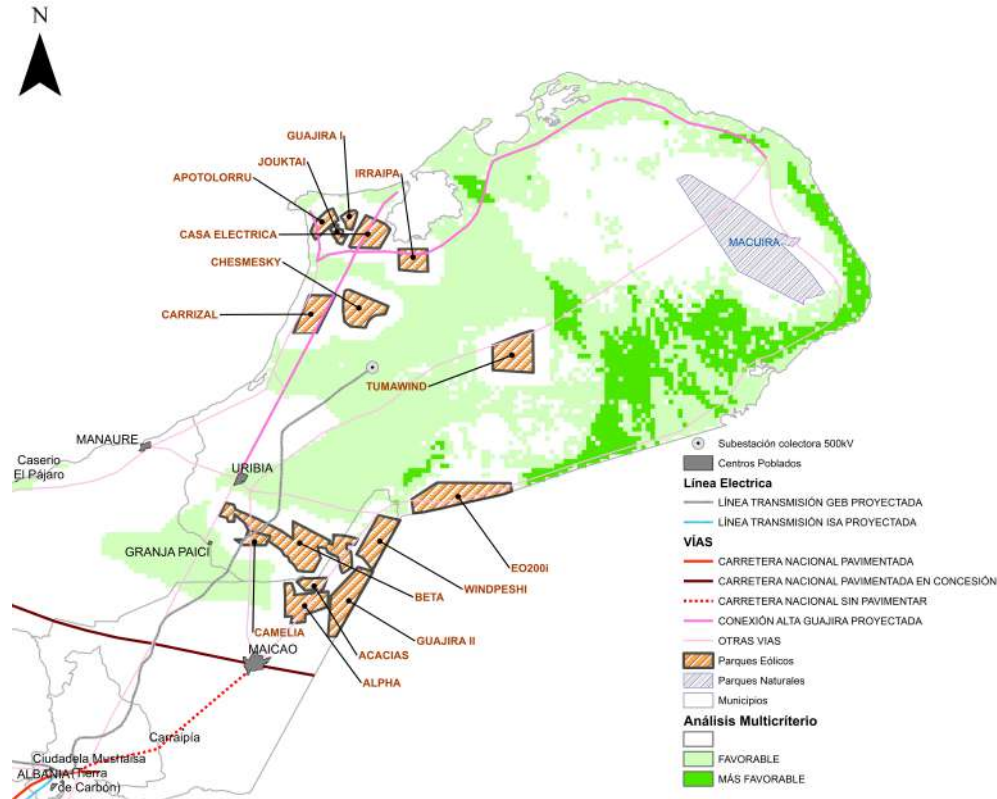 N
GUAJIRA I
JOUKTAI
IRRAIPA
APOTOLORRU
CASA ELECTRICA
CHESMESKY
MACUIRA
CARRIZAL
TUMAWIND
MANAURE
Caserio
El Pájaro
URIBIA
GRANJA PAICI
EO200i
WINDPESHI
BETA
GUAJIRA II
CAMELIA
ACACIAS
MAICAO
ALPHA
Carraipía
Ciudadela Mushaisa
ALBANIA(Tierra
de Carbón)
Subestación colectora 500kV
Centros Poblados
Línea Electrica
LÍNEA TRANSMISIÓN GEB PROYECTADA
LÍNEA TRANSMISIÓN ISA PROYECTADA
VÍAS
CARRETERA NACIONAL PAVIMENTADA
CARRETERA NACIONAL PAVIMENTADA EN CONCESIÓN
CARRETERA NACIONAL SIN PAVIMENTAR
CONEXIÓN ALTA GUAJIRA PROYECTADA
OTRAS VIAS
Parques Eólicos
Parques Naturales
Municipios
Análisis Multicriterio
FAVORABLE
MÁS FAVORABLE